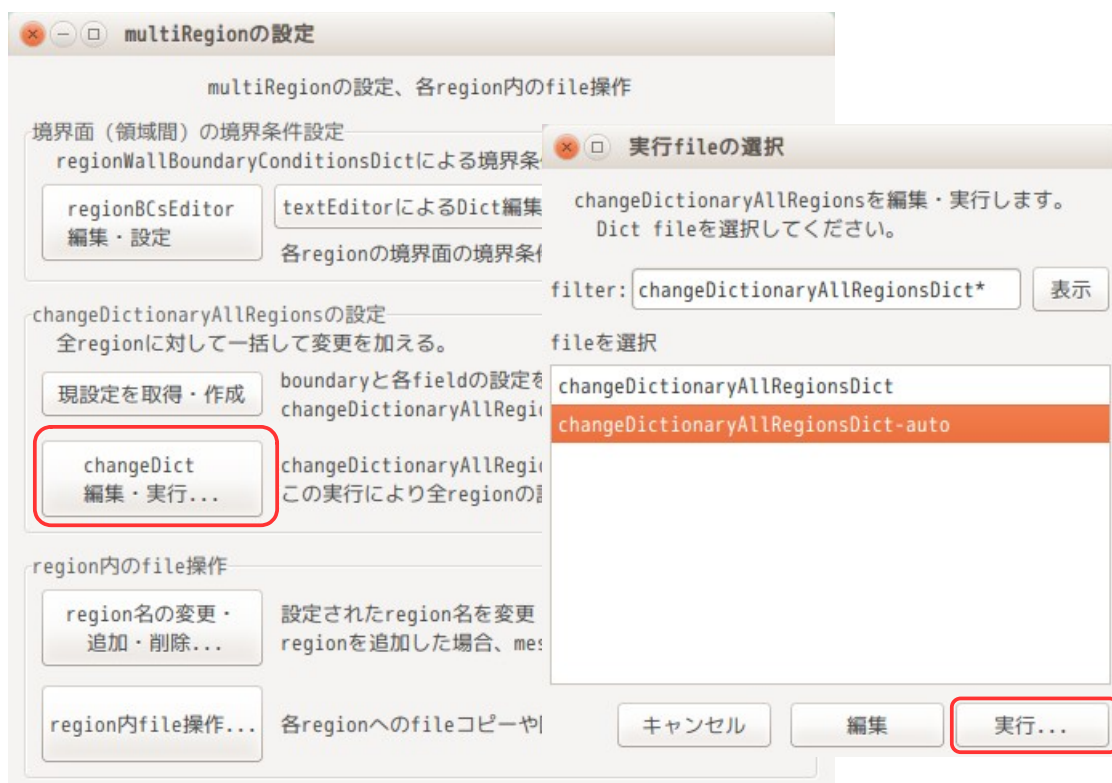 multiRegionの設定
multiRegionの設定、各region内のfile操作
境界面（領域間）の境界条件設定
regionWallBoundaryConditionsDictによる境界条
regionBCsEditor
編集・設定
textEditorによるDict編集
各regionの境界面の境界条
changeDictionaryAllRegionsの設定
全regionに対して一括して変更を加える。
現設定を取得・作成
boundaryと各fieldの設定を
changeDictionaryAllRegi
changeDict
編集・実行...
changeDictionaryAllRegi
この実行により全regionの
region内のfile操作
region名の変更・
追加・削除...
設定されたregion名を変更
regionを追加した場合、mes
region内file操作...
各regionへのfileコピーや
実行fileの選択
changeDictionaryAllRegionsを編集・実行します。
Dict fileを選択してください。
filter:
changeDictionaryAllRegionsDict*
表示
fileを選択
changeDictionaryAllRegionsDict
changeDictionaryAllRegionsDict-auto
キャンセル
編集
実行...